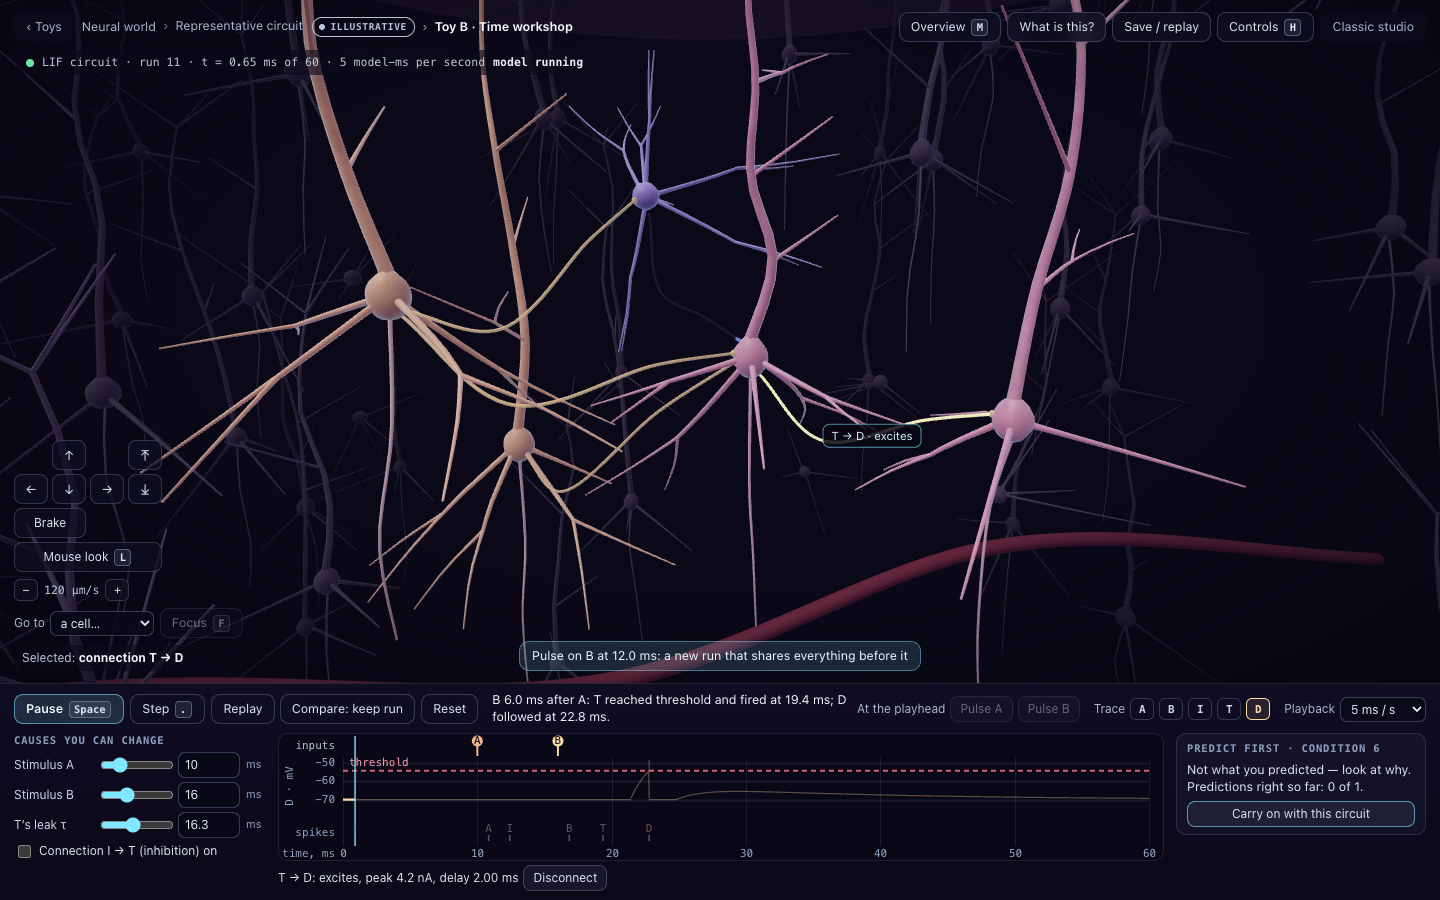 ‹ Toys Neural world › Representative circuit ILLUSTRATIVE › Toy B · Time workshop
Overview M What is this? Save / replay Controls H Classic studio
LIF circuit · run 11 · t = 0.65 ms of 60 · 5 model-ms per second model running
T → D · excites
↑ ⤒
← ↓ → ⤓
Brake
Mouse look L
− 120 µm/s +
Go to a cell... Focus F
Selected: connection T → D
Pulse on B at 12.0 ms: a new run that shares everything before it
Pause Space Step . Replay Compare: keep run Reset
B 6.0 ms after A: T reached threshold and fired at 19.4 ms; D
followed at 22.8 ms.
At the playhead Pulse A Pulse B Trace A B I T D Playback 5 ms / s
CAUSES YOU CAN CHANGE
Stimulus A 10 ms
Stimulus B 16 ms
T's leak τ 16.3 ms
Connection I → T (inhibition) on
inputs A B
D · mV
−50 threshold
−60
−70
spikes A I B T D
time, ms 0 10 20 30 40 50 60
T → D: excites, peak 4.2 nA, delay 2.00 ms Disconnect
PREDICT FIRST · CONDITION 6
Not what you predicted — look at why.
Predictions right so far: 0 of 1.
Carry on with this circuit